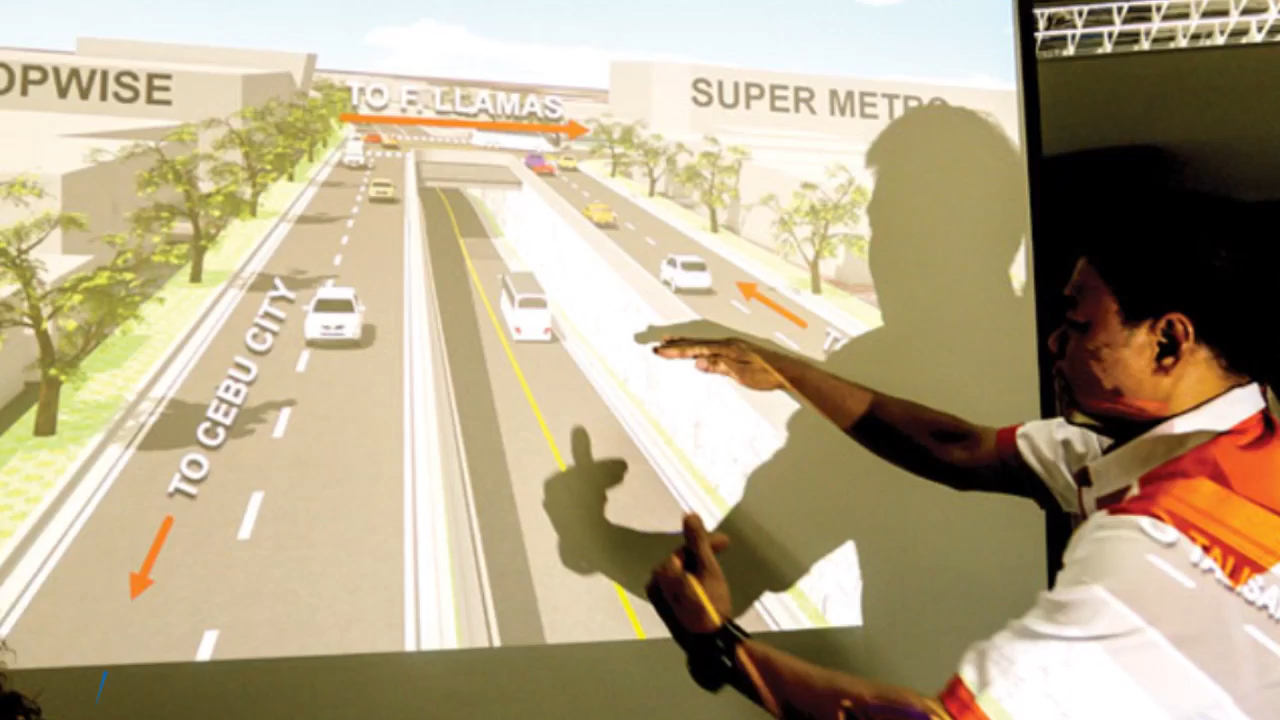 OPWISE
TO F. LLAMAS
SUPER METRO
TO CEBU CITY